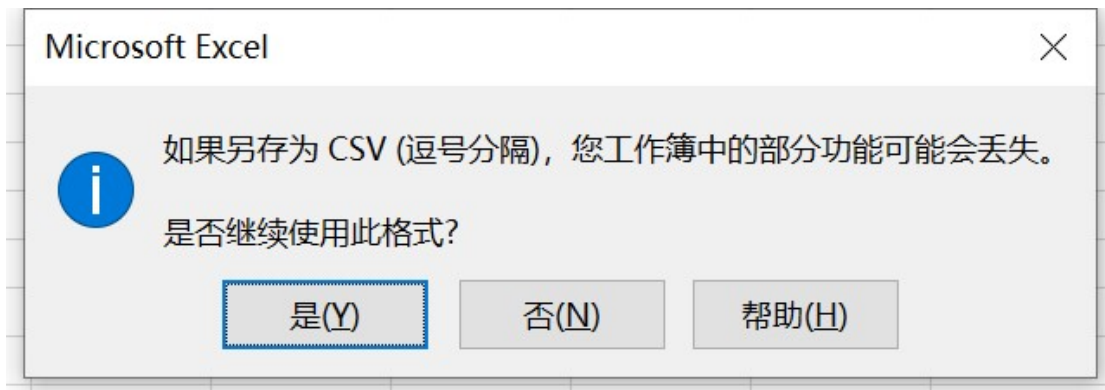 Microsoft Excel
如果另存为 CSV (逗号分隔)，您工作簿中的部分功能可能会丢失。
是否继续使用此格式?
是(Y)
否(N)
帮助(H)